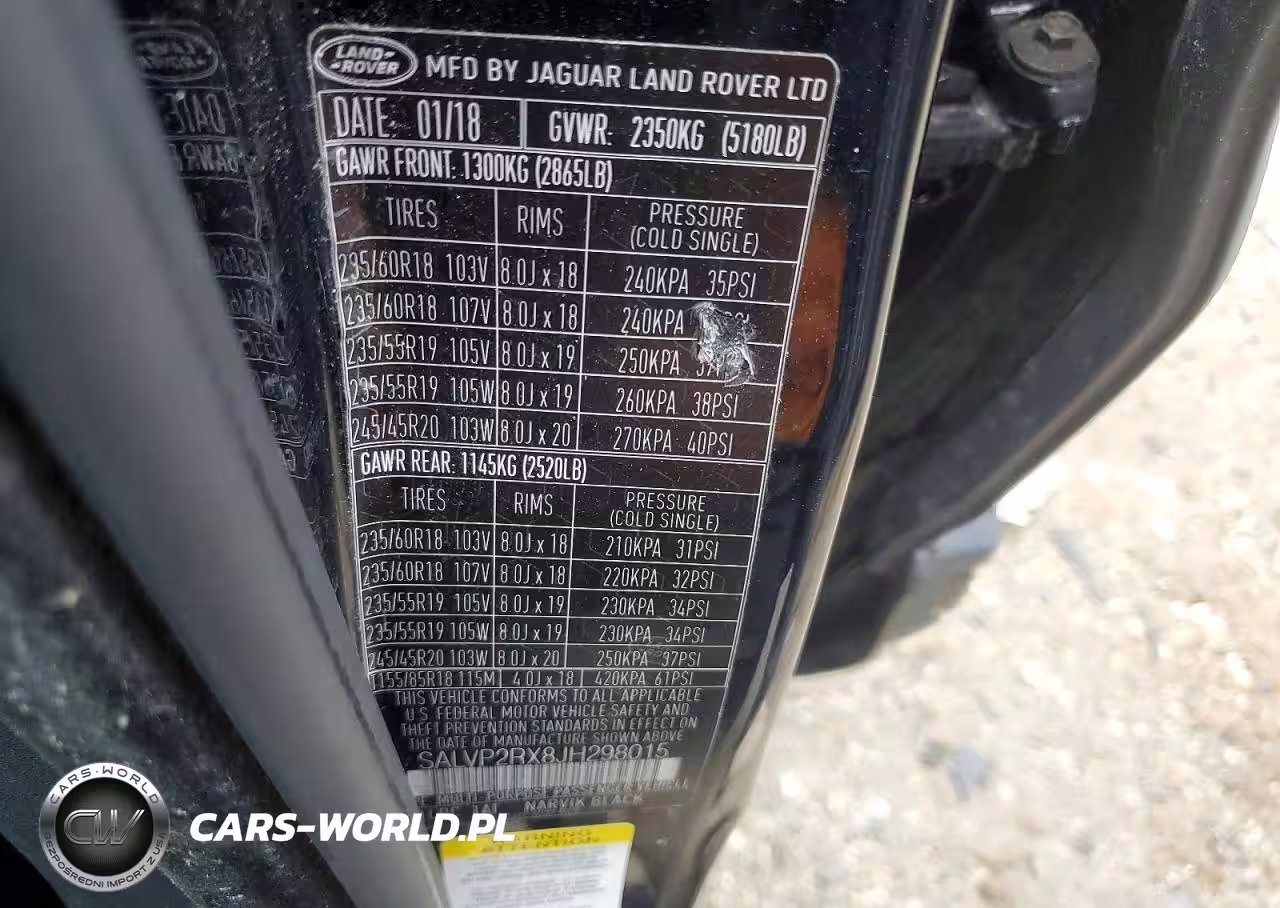 LAND ROVER MFD BY JAGUAR LAND ROVER LTD
DATE: 01/18 GVWR: 2350KG (5180LB)
GAWR FRONT: 1300KG (2865LB)
TIRES RIMS PRESSURE (COLD SINGLE)
235/60R18 103V 8.0J x 18 240KPA 35PSI
235/60R18 107V 8.0J x 18 240KPA
235/55R19 105V 8.0J x 19 250KPA
235/55R19 105W 8.0J x 19 260KPA 38PSI
245/45R20 103W 8.0J x 20 270KPA 40PSI
GAWR REAR: 1145KG (2520LB)
TIRES RIMS PRESSURE (COLD SINGLE)
235/60R18 103V 8.0J x 18 210KPA 31PSI
235/60R18 107V 8.0J x 18 220KPA 32PSI
235/55R19 105V 8.0J x 19 230KPA 34PSI
235/55R19 105W 8.0J x 19 230KPA 34PSI
245/45R20 103W 8.0J x 20 250KPA 37PSI
T155/85R18 115M 4.0J x 18 420KPA 61PSI
THIS VEHICLE CONFORMS TO ALL APPLICABLE
U.S. FEDERAL MOTOR VEHICLE SAFETY AND
THEFT PREVENTION STANDARDS IN EFFECT ON
THE DATE OF MANUFACTURE SHOWN ABOVE
SALVP2RX8JH298015
NARVIK BLACK
CARS-WORLD
CW
BEZPOŚREDNI IMPORT Z USA
CARS-WORLD.PL